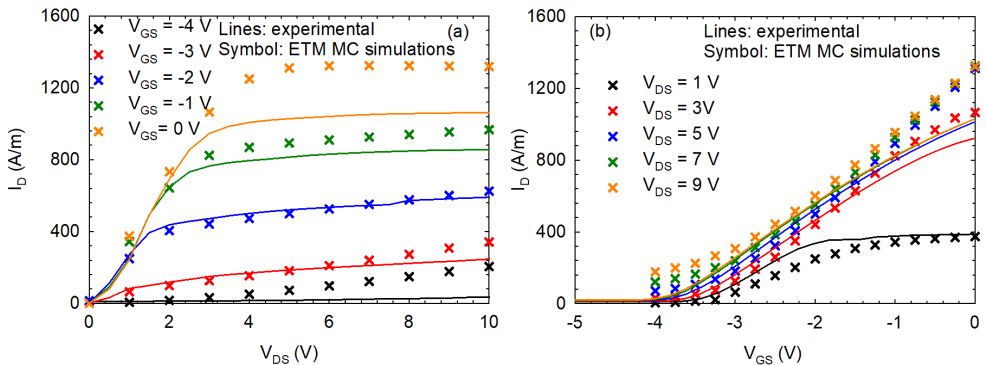 1600
1200
800
400
0
I_D (A/m)
0 2 4 6 8 10
V_DS (V)
V_GS = -4 V
V_GS = -3 V
V_GS = -2 V
V_GS = -1 V
V_GS= 0 V
Lines: experimental (a)
Symbol: ETM MC simulations
1600
1200
800
400
0
I_D (A/m)
-5 -4 -3 -2 -1 0
V_GS (V)
(b) Lines: experimental
Symbol: ETM MC simulations
V_DS = 1 V
V_DS = 3V
V_DS = 5 V
V_DS = 7 V
V_DS = 9 V